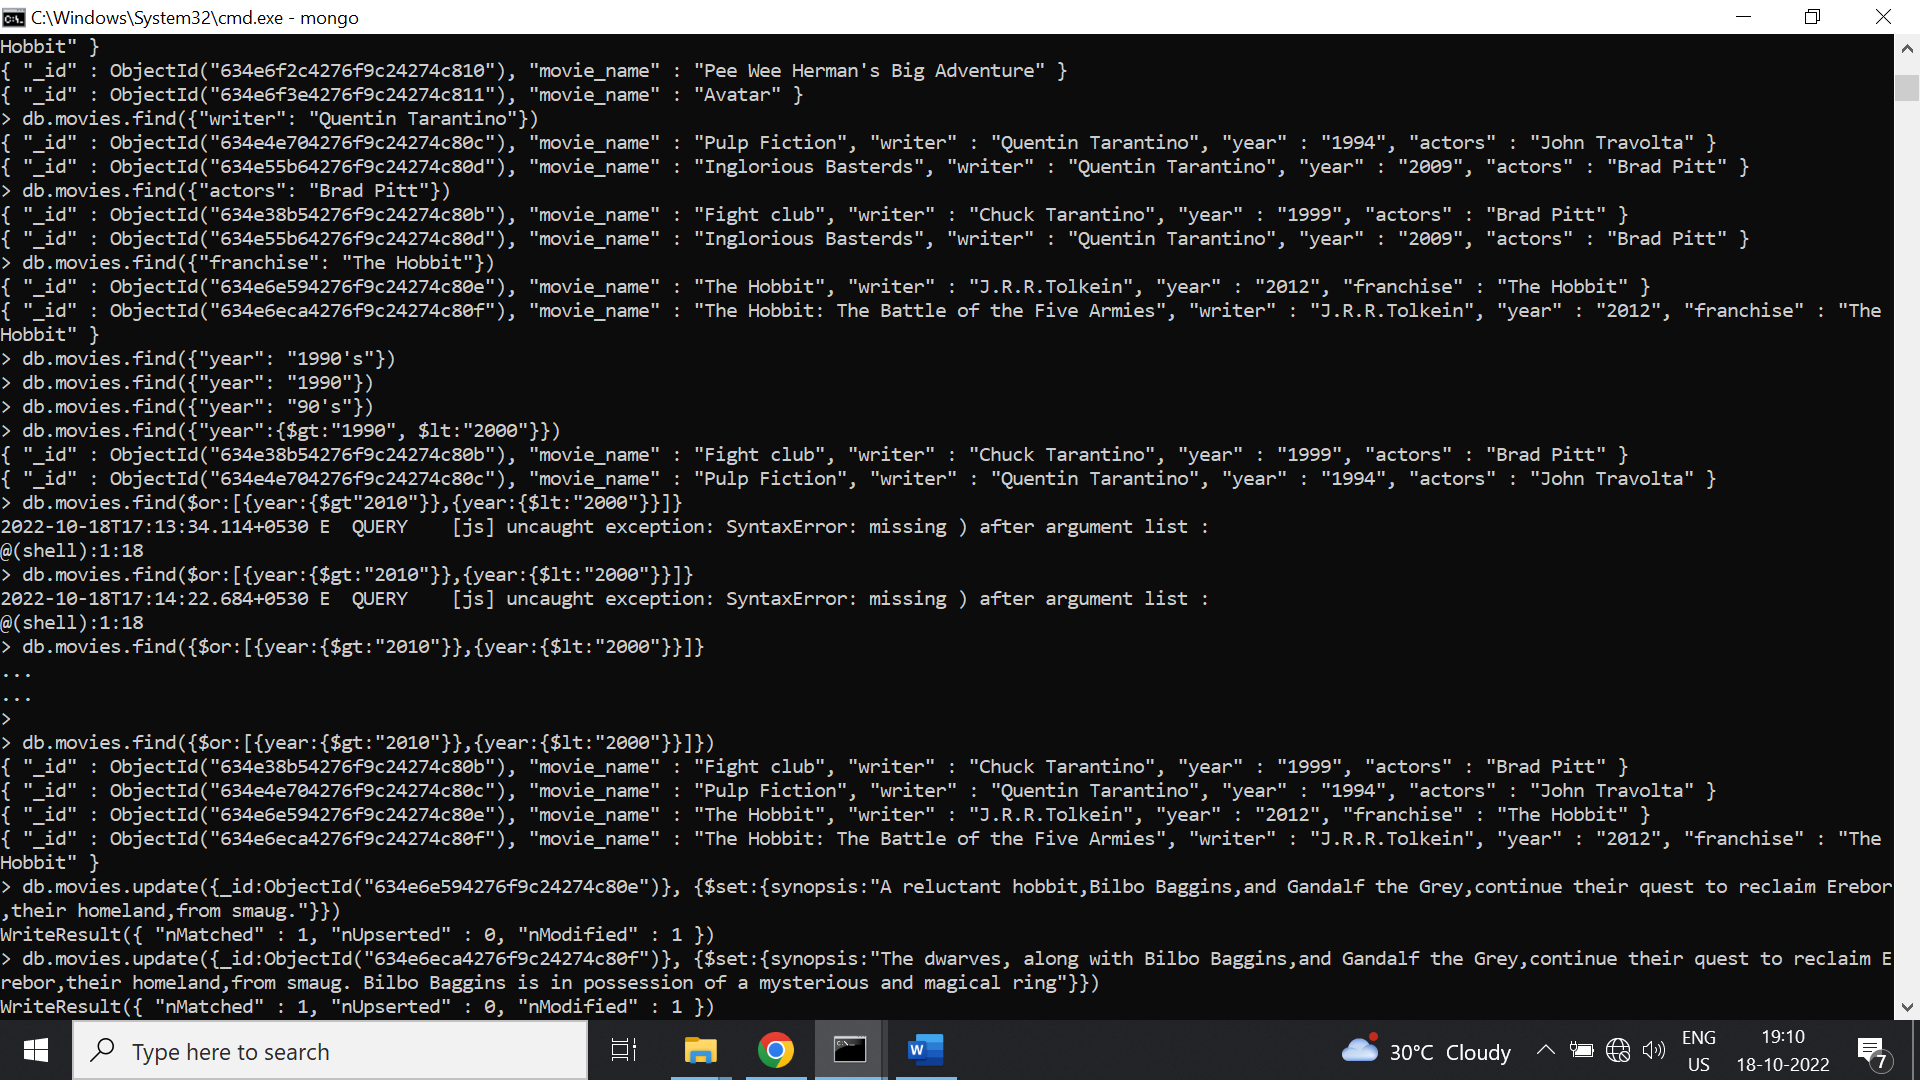 C:\Windows\System32\cmd.exe - mongo
Hobbit" }
{ "_id" : ObjectId("634e6f2c4276f9c24274c810"), "movie_name" : "Pee Wee Herman's Big Adventure" }
{ "_id" : ObjectId("634e6f3e4276f9c24274c811"), "movie_name" : "Avatar" }
> db.movies.find({"writer": "Quentin Tarantino"})
{ "_id" : ObjectId("634e4e704276f9c24274c80c"), "movie_name" : "Pulp Fiction", "writer" : "Quentin Tarantino", "year" : "1994", "actors" : "John Travolta" }
{ "_id" : ObjectId("634e55b64276f9c24274c80d"), "movie_name" : "Inglorious Basterds", "writer" : "Quentin Tarantino", "year" : "2009", "actors" : "Brad Pitt" }
> db.movies.find({"actors": "Brad Pitt"})
{ "_id" : ObjectId("634e38b54276f9c24274c80b"), "movie_name" : "Fight club", "writer" : "Chuck Tarantino", "year" : "1999", "actors" : "Brad Pitt" }
{ "_id" : ObjectId("634e55b64276f9c24274c80d"), "movie_name" : "Inglorious Basterds", "writer" : "Quentin Tarantino", "year" : "2009", "actors" : "Brad Pitt" }
> db.movies.find({"franchise": "The Hobbit"})
{ "_id" : ObjectId("634e6e594276f9c24274c80e"), "movie_name" : "The Hobbit", "writer" : "J.R.R.Tolkein", "year" : "2012", "franchise" : "The Hobbit" }
{ "_id" : ObjectId("634e6eca4276f9c24274c80f"), "movie_name" : "The Hobbit: The Battle of the Five Armies", "writer" : "J.R.R.Tolkein", "year" : "2012", "franchise" : "The
Hobbit" }
> db.movies.find({"year": "1990's"})
> db.movies.find({"year": "1990"})
> db.movies.find({"year": "90's"})
> db.movies.find({"year":{$gt:"1990", $lt:"2000"}})
{ "_id" : ObjectId("634e38b54276f9c24274c80b"), "movie_name" : "Fight club", "writer" : "Chuck Tarantino", "year" : "1999", "actors" : "Brad Pitt" }
{ "_id" : ObjectId("634e4e704276f9c24274c80c"), "movie_name" : "Pulp Fiction", "writer" : "Quentin Tarantino", "year" : "1994", "actors" : "John Travolta" }
> db.movies.find($or:[{year:{$gt"2010"}},{year:{$lt:"2000"}}]}
2022-10-18T17:13:34.114+0530 E  QUERY    [js] uncaught exception: SyntaxError: missing ) after argument list :
@(shell):1:18
> db.movies.find($or:[{year:{$gt:"2010"}},{year:{$lt:"2000"}}]}
2022-10-18T17:14:22.684+0530 E  QUERY    [js] uncaught exception: SyntaxError: missing ) after argument list :
@(shell):1:18
> db.movies.find({$or:[{year:{$gt:"2010"}},{year:{$lt:"2000"}}]}
...
...
>
> db.movies.find({$or:[{year:{$gt:"2010"}},{year:{$lt:"2000"}}]})
{ "_id" : ObjectId("634e38b54276f9c24274c80b"), "movie_name" : "Fight club", "writer" : "Chuck Tarantino", "year" : "1999", "actors" : "Brad Pitt" }
{ "_id" : ObjectId("634e4e704276f9c24274c80c"), "movie_name" : "Pulp Fiction", "writer" : "Quentin Tarantino", "year" : "1994", "actors" : "John Travolta" }
{ "_id" : ObjectId("634e6e594276f9c24274c80e"), "movie_name" : "The Hobbit", "writer" : "J.R.R.Tolkein", "year" : "2012", "franchise" : "The Hobbit" }
{ "_id" : ObjectId("634e6eca4276f9c24274c80f"), "movie_name" : "The Hobbit: The Battle of the Five Armies", "writer" : "J.R.R.Tolkein", "year" : "2012", "franchise" : "The
Hobbit" }
> db.movies.update({_id:ObjectId("634e6e594276f9c24274c80e")}, {$set:{synopsis:"A reluctant hobbit,Bilbo Baggins,and Gandalf the Grey,continue their quest to reclaim Erebor
,their homeland,from smaug."}})
WriteResult({ "nMatched" : 1, "nUpserted" : 0, "nModified" : 1 })
> db.movies.update({_id:ObjectId("634e6eca4276f9c24274c80f")}, {$set:{synopsis:"The dwarves, along with Bilbo Baggins,and Gandalf the Grey,continue their quest to reclaim E
rebor,their homeland,from smaug. Bilbo Baggins is in possession of a mysterious and magical ring"}})
WriteResult({ "nMatched" : 1, "nUpserted" : 0, "nModified" : 1 })
Type here to search
30°C Cloudy
ENG
US
19:10
18-10-2022
7